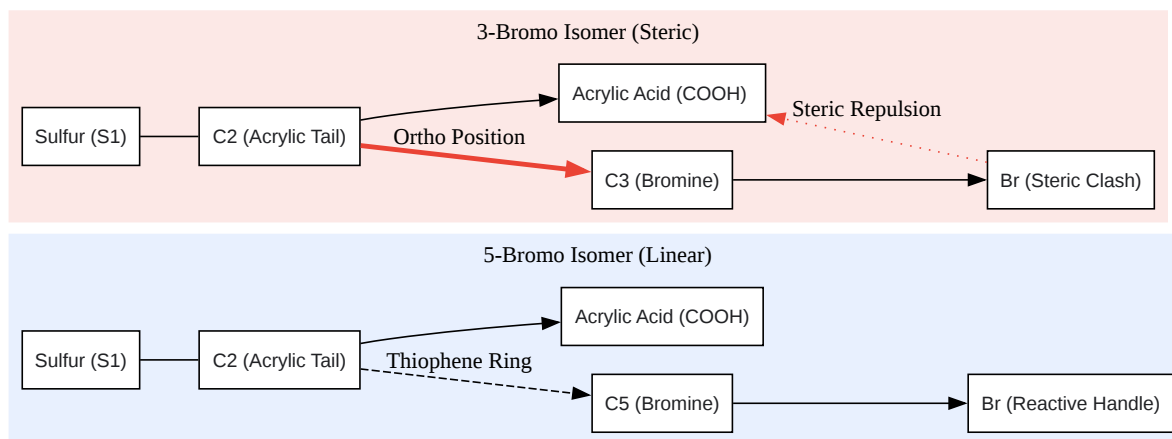 3-Bromo Isomer (Steric)
Acrylic Acid (COOH)
Steric Repulsion
Sulfur (S1)
C2 (Acrylic Tail)
Ortho Position
C3 (Bromine)
Br (Steric Clash)
5-Bromo Isomer (Linear)
Acrylic Acid (COOH)
Sulfur (S1)
C2 (Acrylic Tail)
Thiophene Ring
C5 (Bromine)
Br (Reactive Handle)